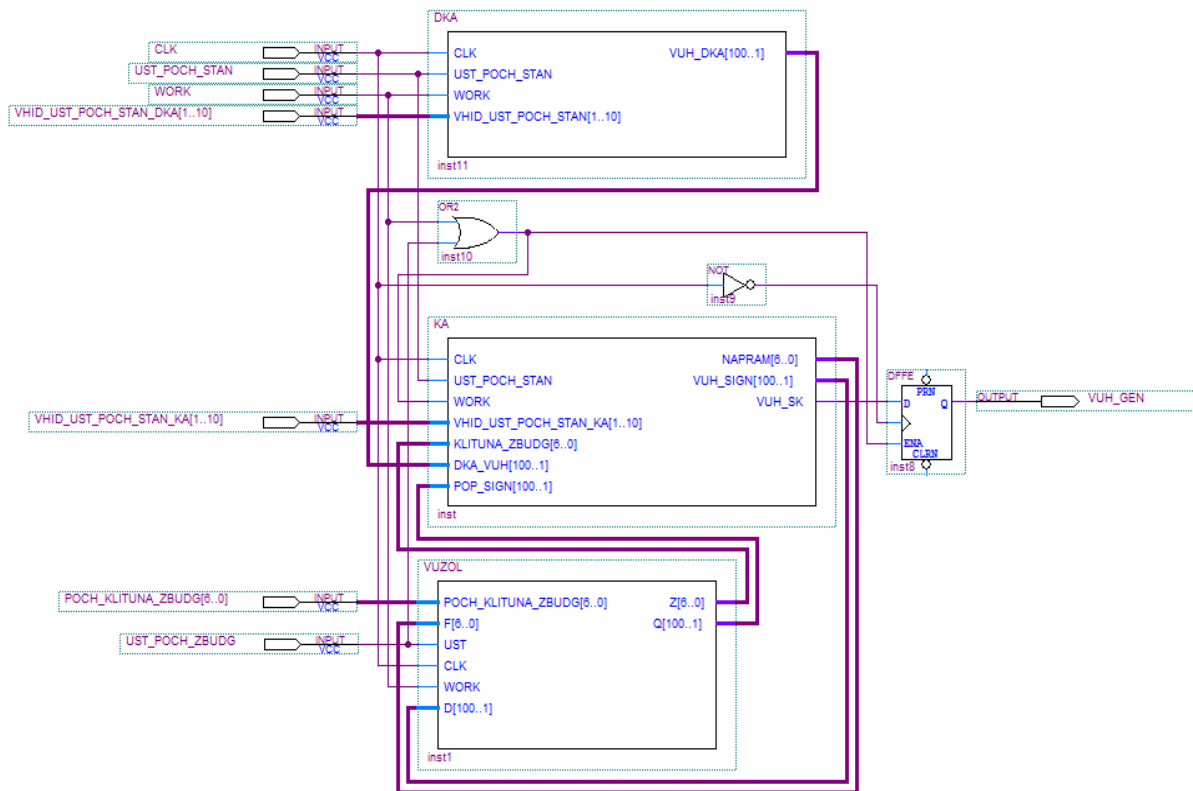 DKA
CLK INPUT VCC
UST_POCH_STAN INPUT VCC
WORK INPUT VCC
VHID_UST_POCH_STAN_DKA[1..10] INPUT VCC
CLK VUH_DKA[100..1]
UST_POCH_STAN
WORK
VHID_UST_POCH_STAN[1..10]
inst11
OR2
inst10
NOT
inst9
KA
CLK NAPRAM[6..0]
UST_POCH_STAN VUH_SIGN[100..1]
WORK VUH_SK
VHID_UST_POCH_STAN_KA[1..10] INPUT VCC
VHID_UST_POCH_STAN_KA[1..10]
KLITUNA_ZBUDG[6..0]
DKA_VUH[100..1]
POP_SIGN[100..1]
inst
DFFE
PRN
D Q
ENA
CLRN
inst8
OUTPUT VUH_GEN
VUZOL
POCH_KLITUNA_ZBUDG[6..0] INPUT VCC
UST_POCH_ZBUDG INPUT VCC
POCH_KLITUNA_ZBUDG[6..0] Z[6..0]
F[6..0] Q[100..1]
UST
CLK
WORK
D[100..1]
inst1